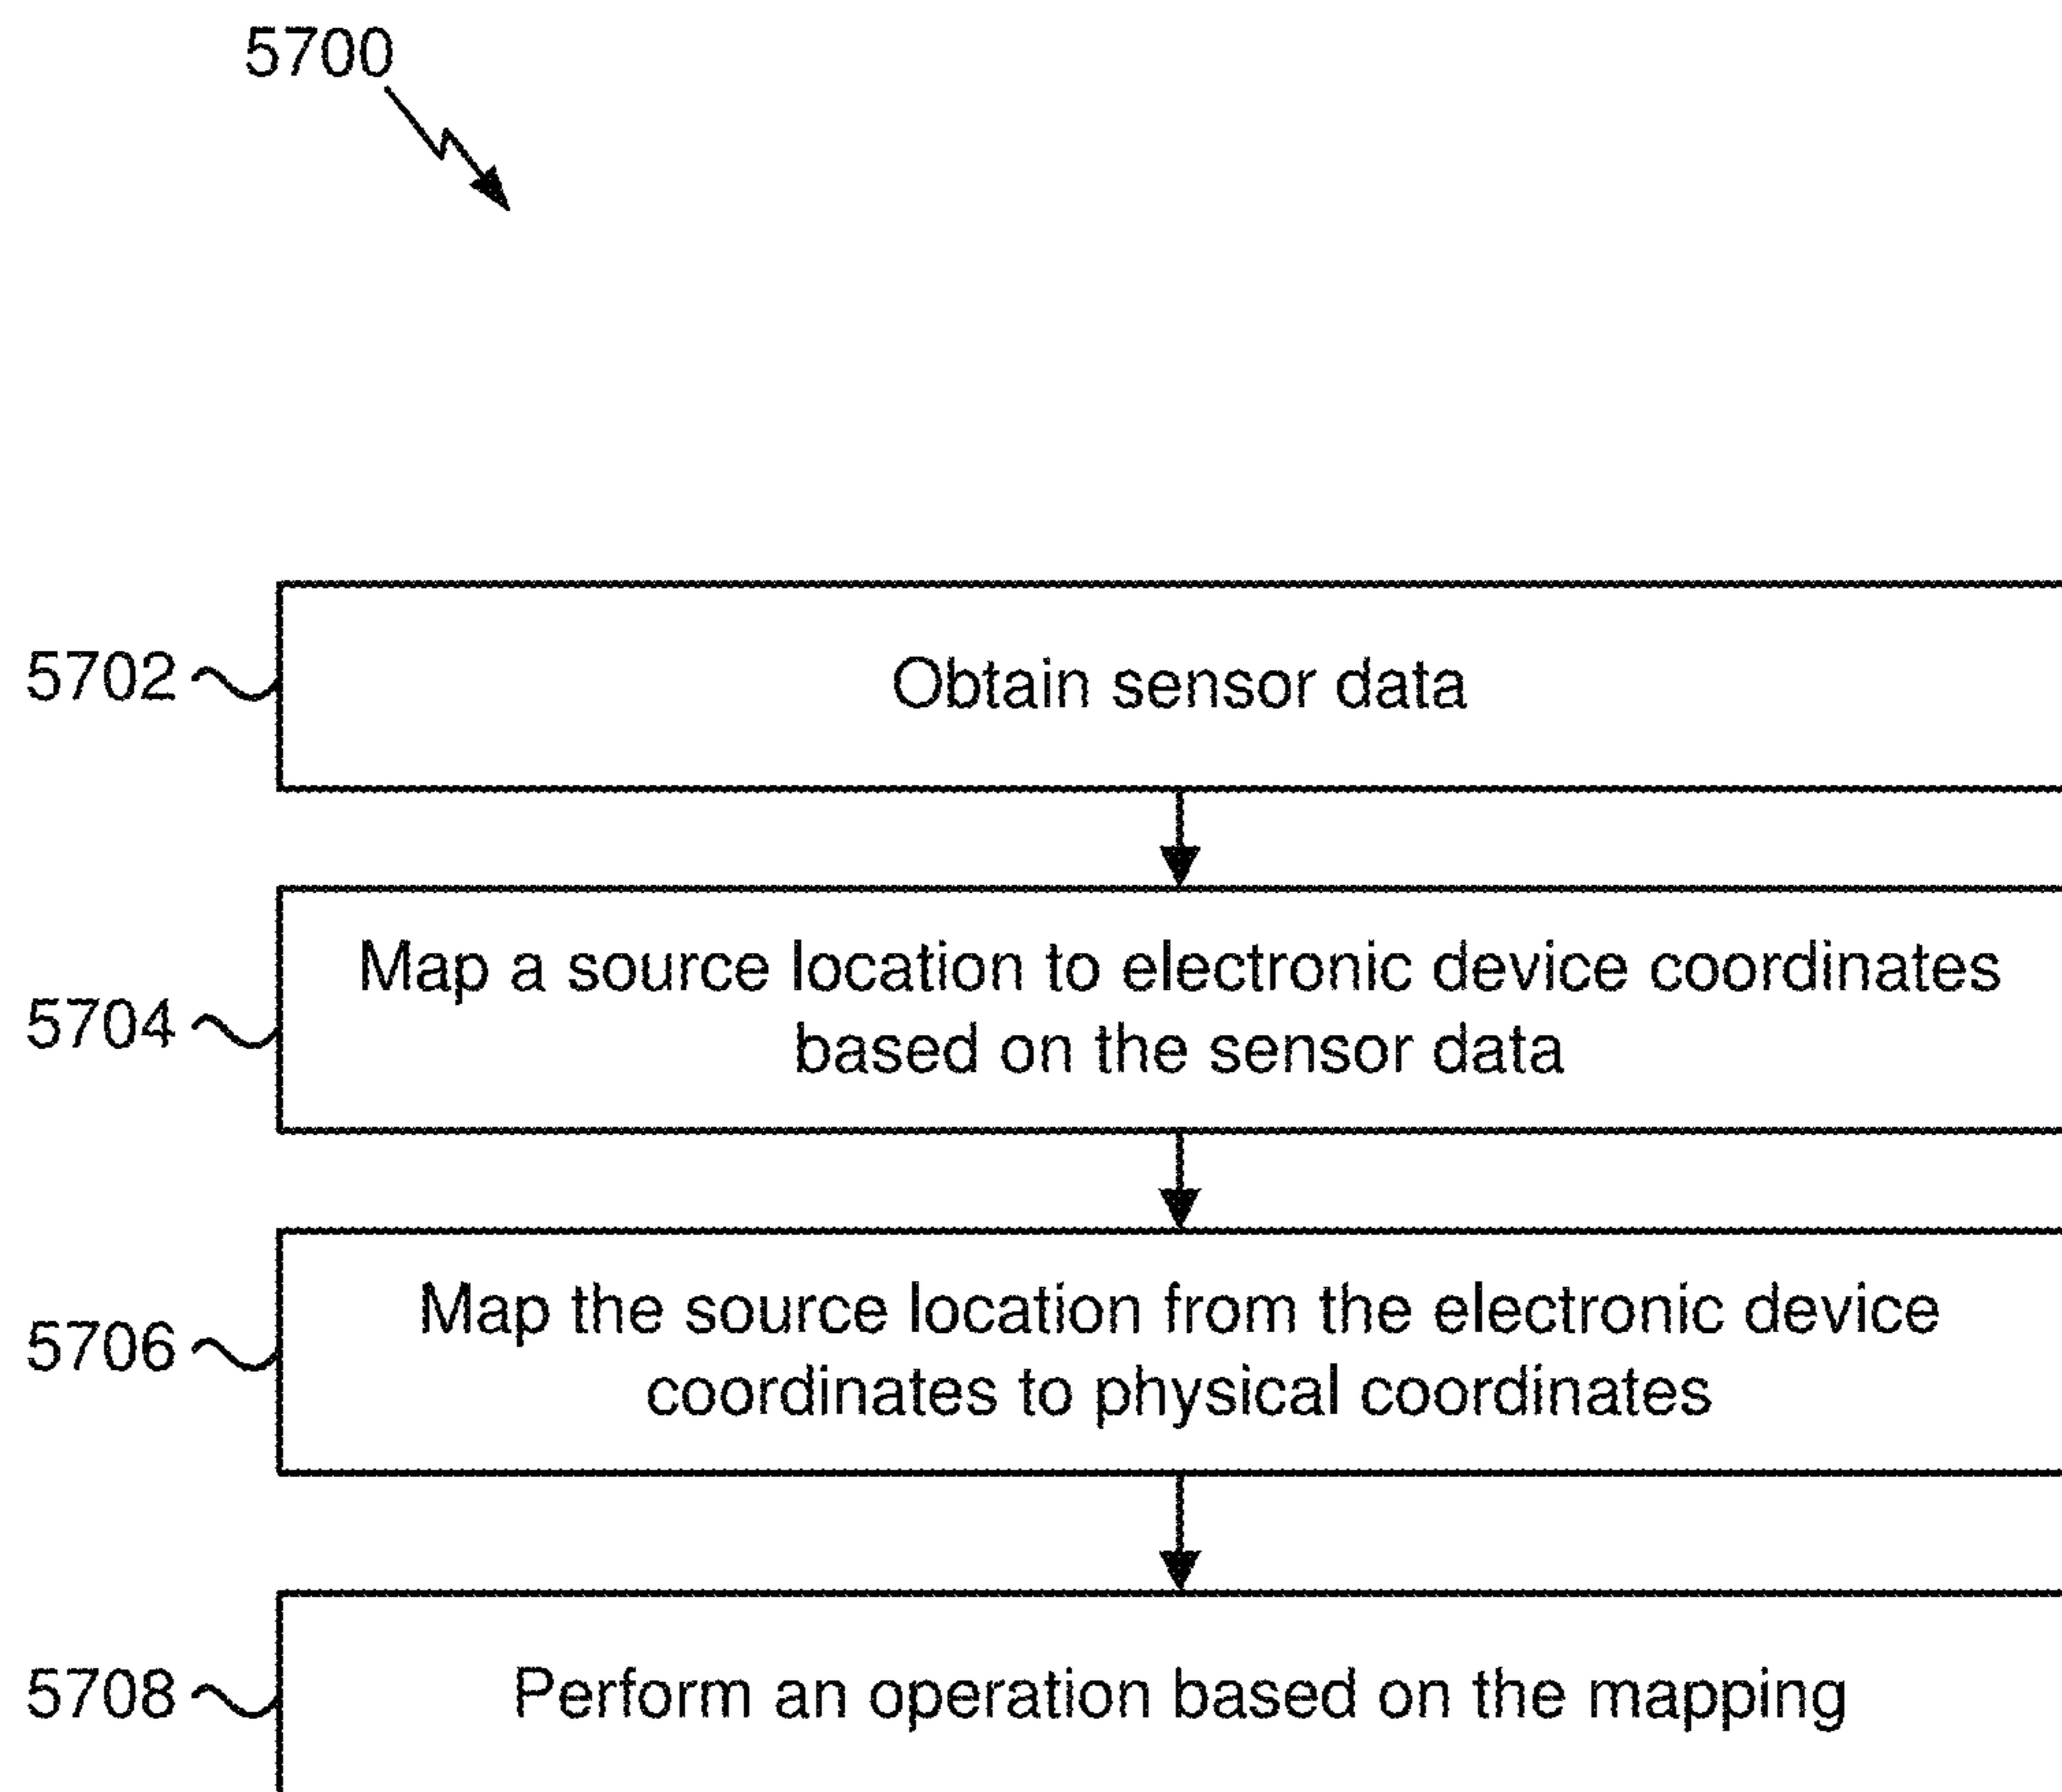 5700
5702
Obtain sensor data
Map a source location to electronic device coordinates
5704
based on the sensor data
Map the source location from the electronic device
5706
coordinates to physical coordinates
5708
Perform an operation based on the mapping